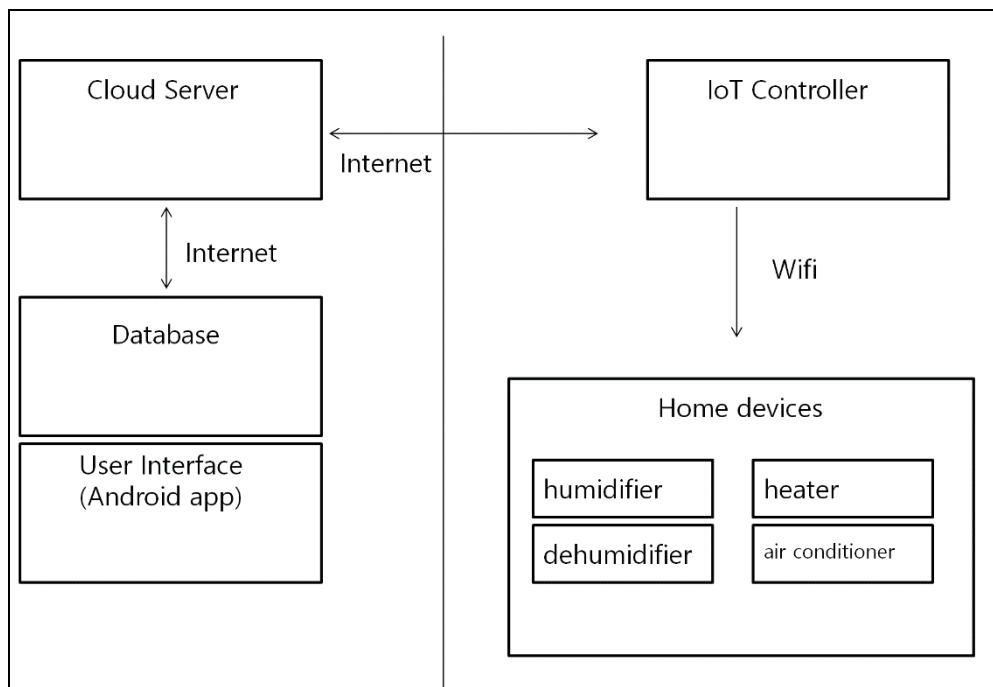 Cloud Server
IoT Controller
Internet
Internet
Wifi
Database
Home devices
User Interface
(Android app)
humidifier
heater
dehumidifier
air conditioner